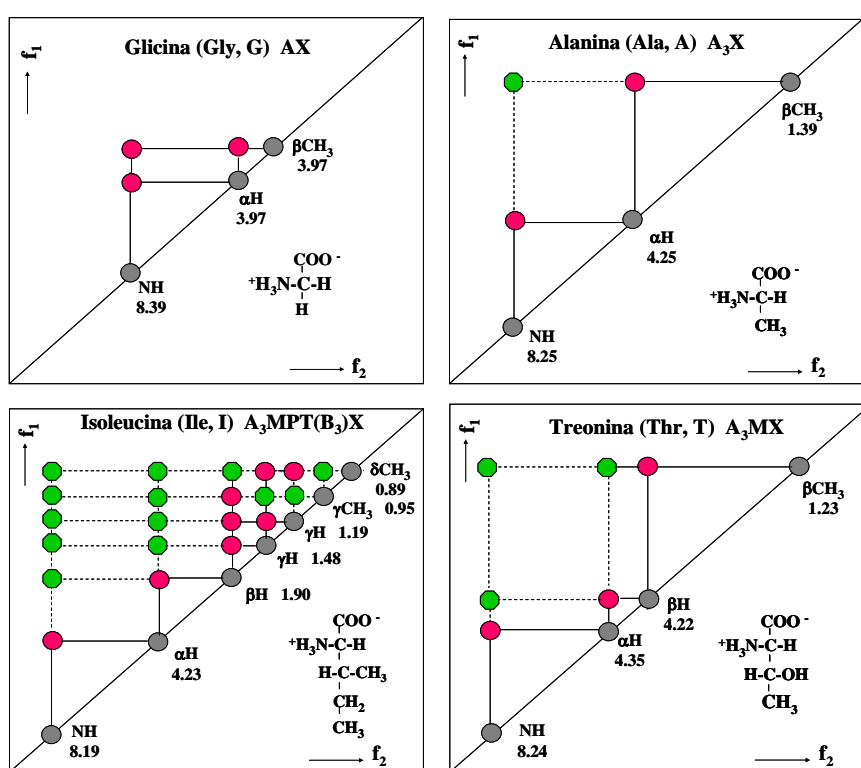 Glicina (Gly, G) AX
f₁
βCH₃
3.97
αH
3.97
NH
8.39
COO⁻
⁺H₃N-C-H
H
f₂
Alanina (Ala, A) A₃X
f₁
βCH₃
1.39
αH
4.25
NH
8.25
COO⁻
⁺H₃N-C-H
CH₃
f₂
Isoleucina (Ile, I) A₃MPT(B₃)X
f₁
δCH₃
0.89
γCH₃ 0.95
γH 1.19
γH 1.48
βH 1.90
αH
4.23
NH
8.19
COO⁻
⁺H₃N-C-H
H-C-CH₃
CH₂
CH₃
f₂
Treonina (Thr, T) A₃MX
f₁
βCH₃
1.23
βH
4.22
αH
4.35
NH
8.24
COO⁻
⁺H₃N-C-H
H-C-OH
CH₃
f₂